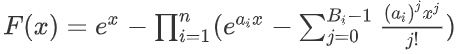 F(x) = e^x − ∏_{i=1}^{n}(e^{a_i x} − ∑_{j=0}^{B_i−1} \frac{(a_i)^j x^j}{j!})